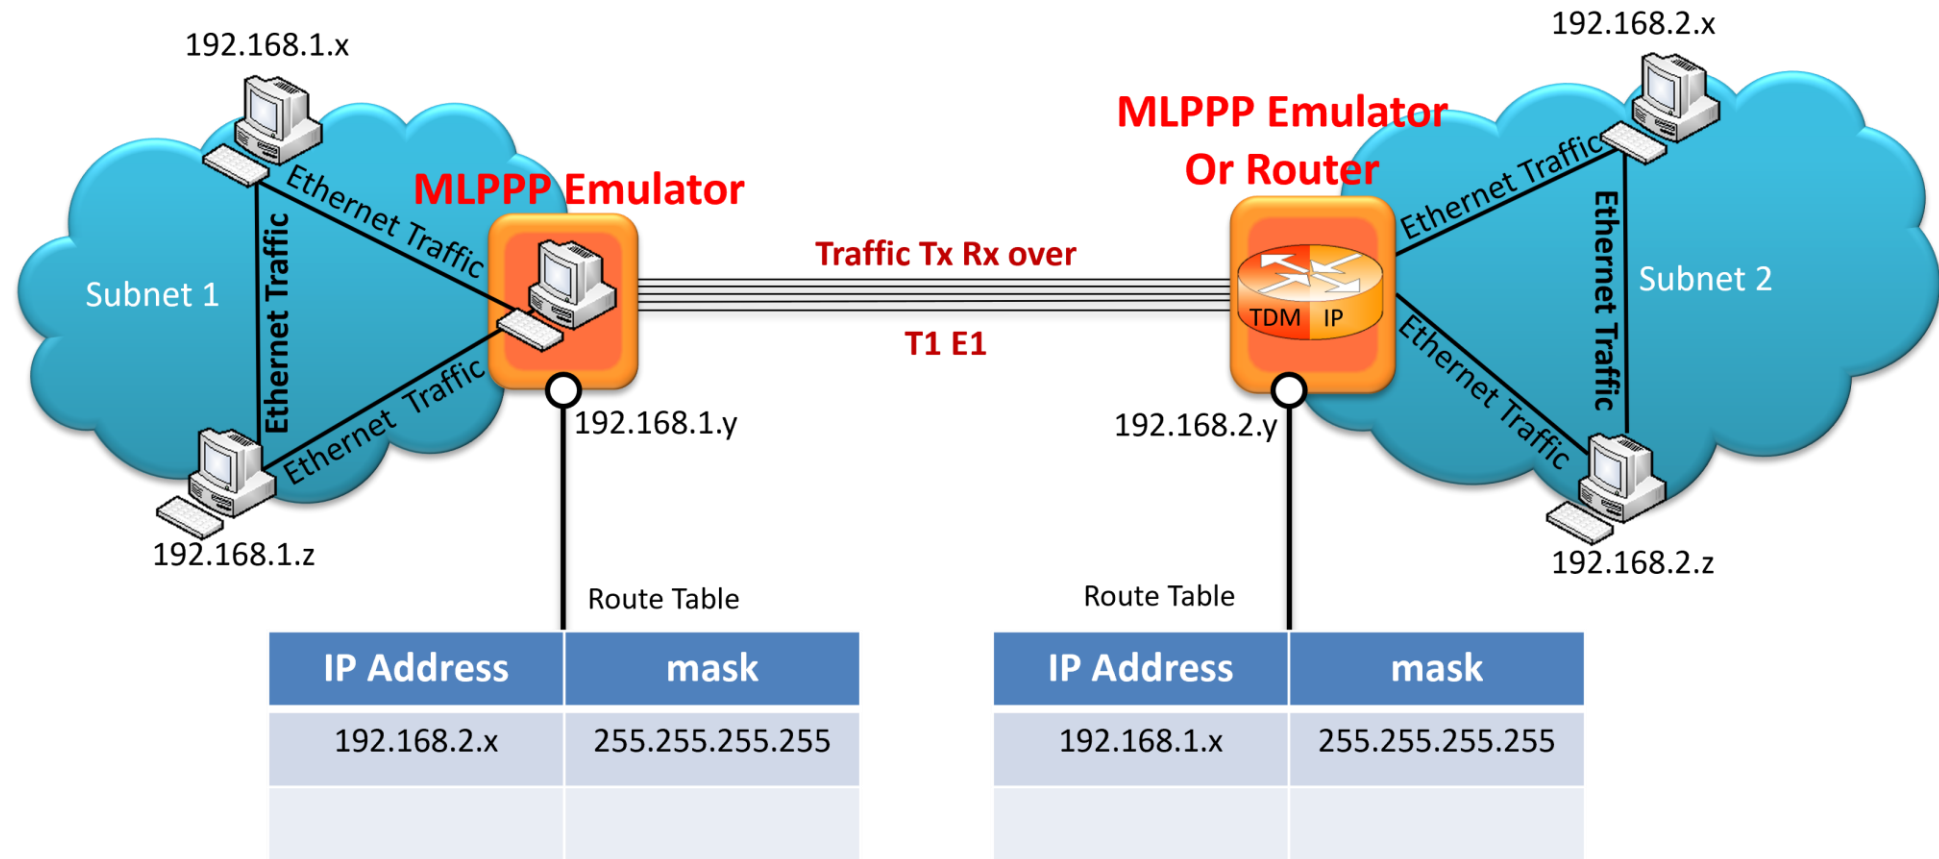 192.168.1.x
192.168.2.x
MLPPP Emulator
MLPPP Emulator
Or Router
Ethernet Traffic
Ethernet Traffic
Ethernet Traffic
Subnet 1
Traffic Tx Rx over
T1 E1
TDM IP
Ethernet Traffic
Ethernet Traffic
Ethernet Traffic
Subnet 2
192.168.1.y
192.168.2.y
192.168.1.z
192.168.2.z
Route Table
IP Address mask
192.168.2.x 255.255.255.255
Route Table
IP Address mask
192.168.1.x 255.255.255.255